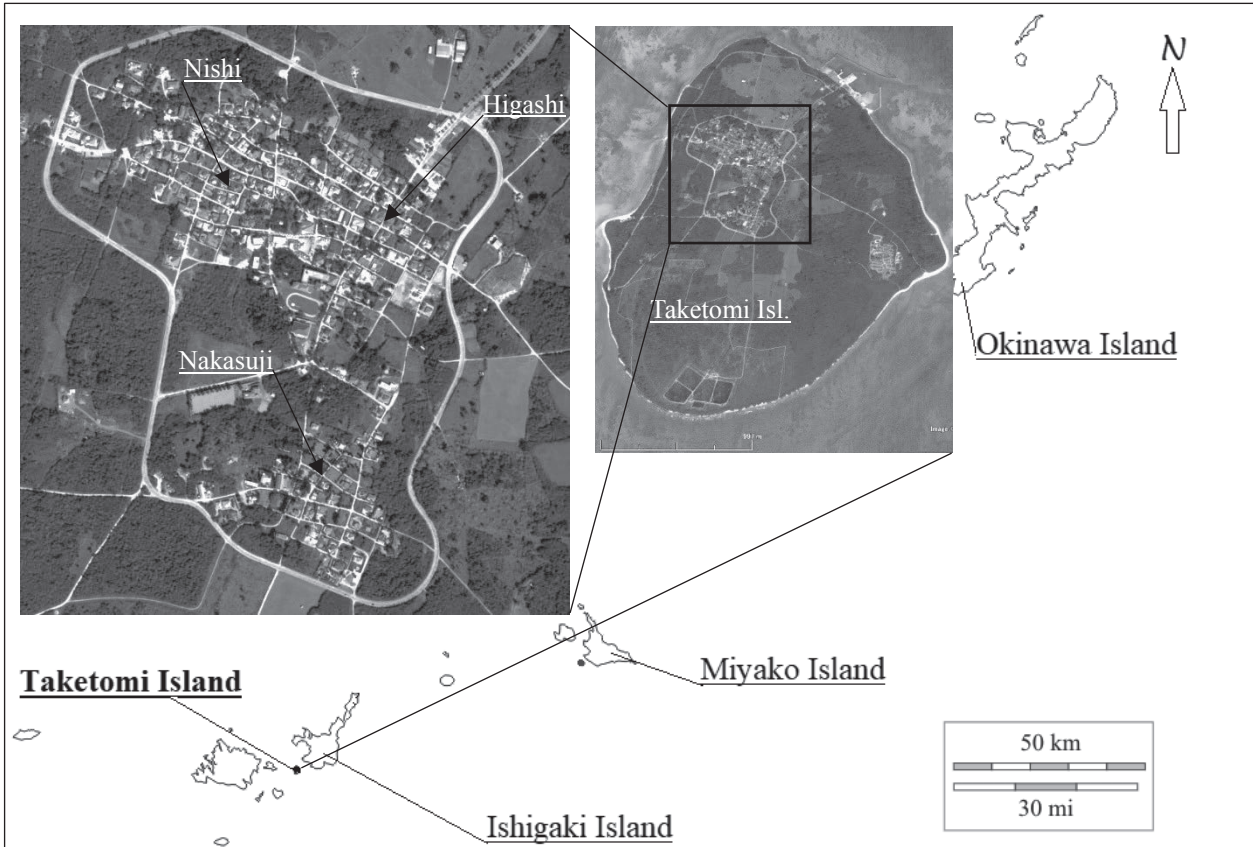 Nishi
Higashi
Nakasuji
Taketomi Isl.
N
Okinawa Island
Taketomi Island
Miyako Island
Ishigaki Island
50 km
30 mi